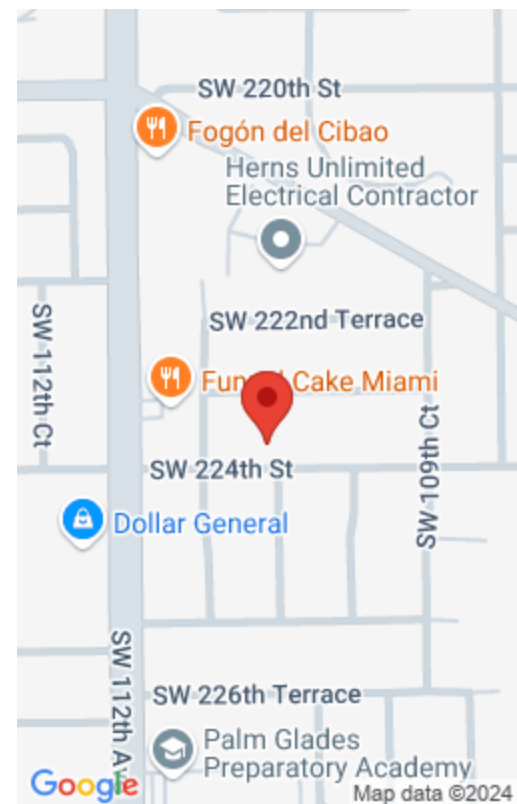 SW 220th St
Fogón del Cibao
Herns Unlimited
Electrical Contractor
SW 222nd Terrace
SW 112th Ct
Cake Miami
SW 109th Ct
SW 224th St
Dollar General
SW 112th A
SW 226th Terrace
Palm Glades
Preparatory Academy
Google
Map data ©2024